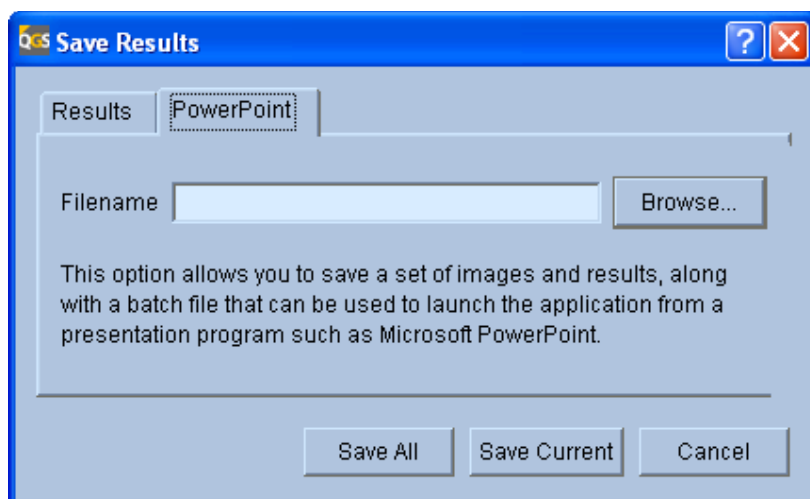 QGS Save Results
Results PowerPoint
Filename Browse...
This option allows you to save a set of images and results, along
with a batch file that can be used to launch the application from a
presentation program such as Microsoft PowerPoint.
Save All Save Current Cancel